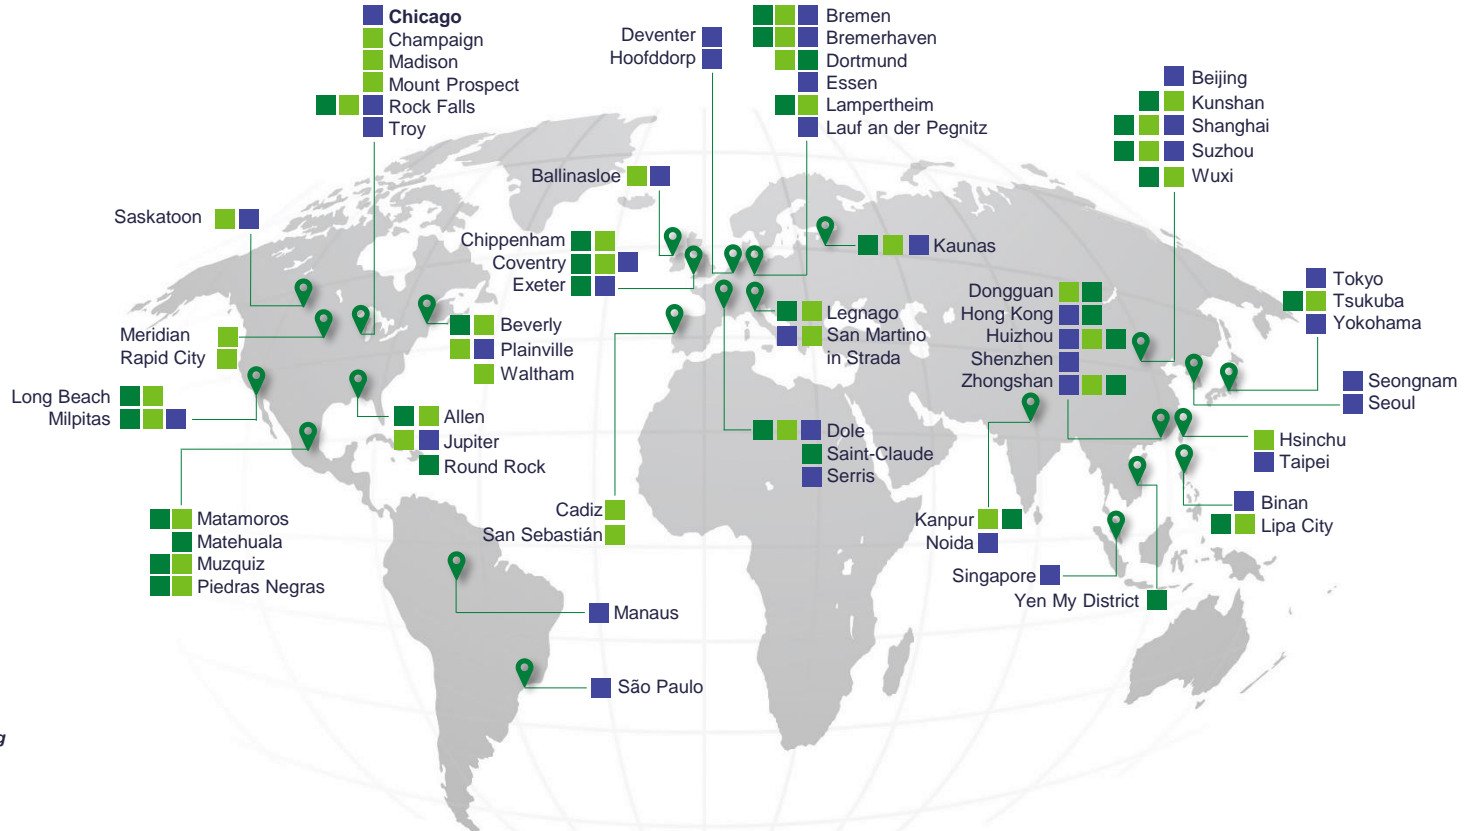 Chicago
Champaign
Madison
Mount Prospect
Rock Falls
Troy
Deventer
Hoofddorp
Bremen
Bremerhaven
Dortmund
Essen
Lampertheim
Lauf an der Pegnitz
Beijing
Kunshan
Shanghai
Suzhou
Wuxi
Ballinasloe
Saskatoon
Chippenham
Coventry
Exeter
Kaunas
Tokyo
Tsukuba
Yokohama
Dongguan
Hong Kong
Huizhou
Shenzhen
Zhongshan
Legnago
San Martino
in Strada
Beverly
Plainville
Waltham
Meridian
Rapid City
Long Beach
Milpitas
Seongnam
Seoul
Allen
Jupiter
Round Rock
Dole
Saint-Claude
Serris
Hsinchu
Taipei
Binan
Lipa City
Cadiz
San Sebastián
Kanpur
Noida
Matamoros
Matehuala
Muzquiz
Piedras Negras
Singapore
Yen My District
Manaus
São Paulo
g